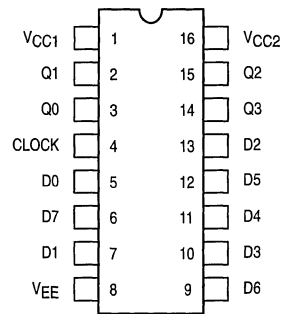 VCC1 1 16 VCC2
Q1 2 15 Q2
Q0 3 14 Q3
CLOCK 4 13 D2
D0 5 12 D5
D7 6 11 D4
D1 7 10 D3
VEE 8 9 D6